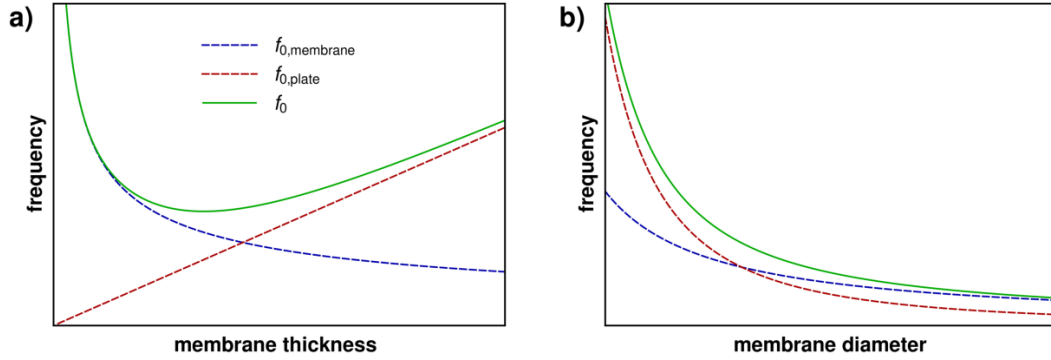 a)
f0,membrane
f0,plate
f0
frequency
membrane thickness
b)
frequency
membrane diameter